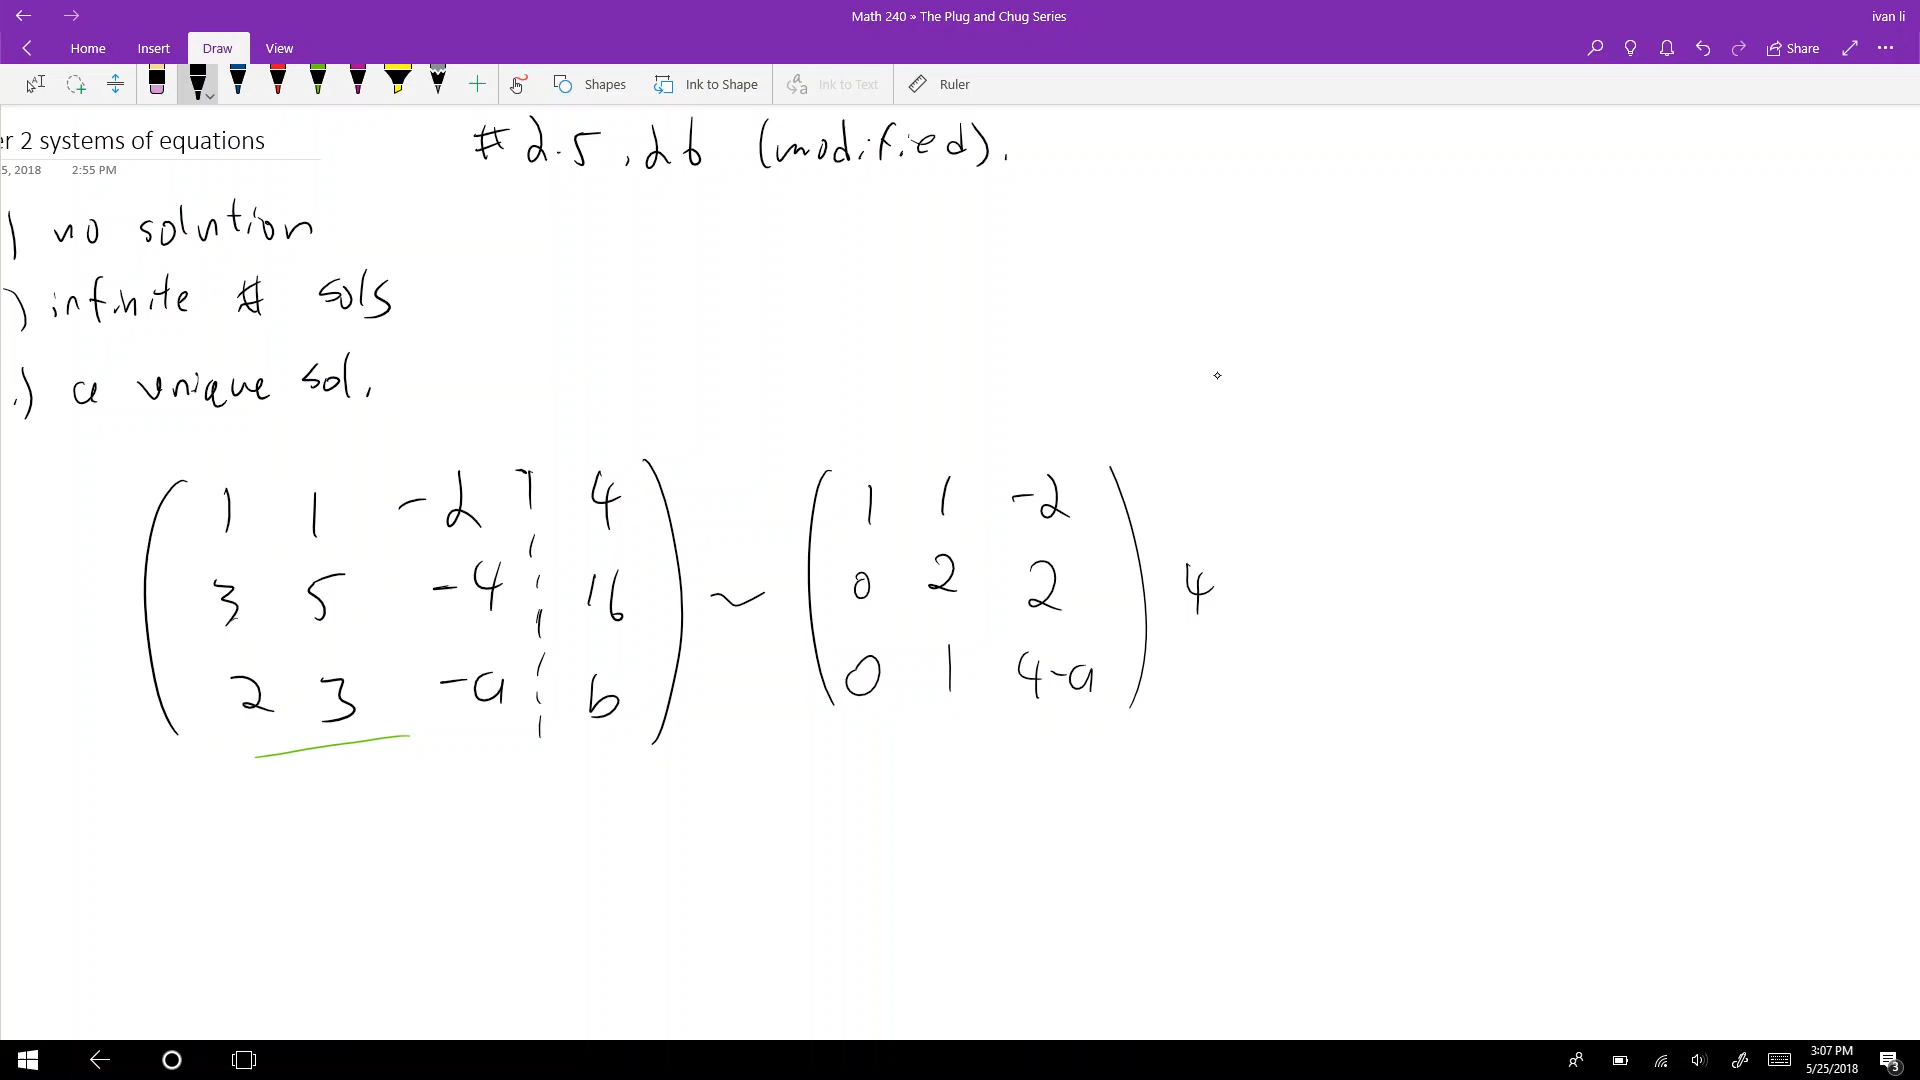 Math 240 » The Plug and Chug Series
ivan li
Home Insert Draw View
Share
Shapes Ink to Shape Ink to Text Ruler
er 2 systems of equations
5, 2018 2:55 PM
# 2.5, 26 (modified).
) no solution
) infinite # sols
.) a unique sol.
1 1 -2 4 ~ 1 1 -2
3 5 -4 16 0 2 2 4
2 3 -a b 0 1 4-a
3:07 PM
5/25/2018
3